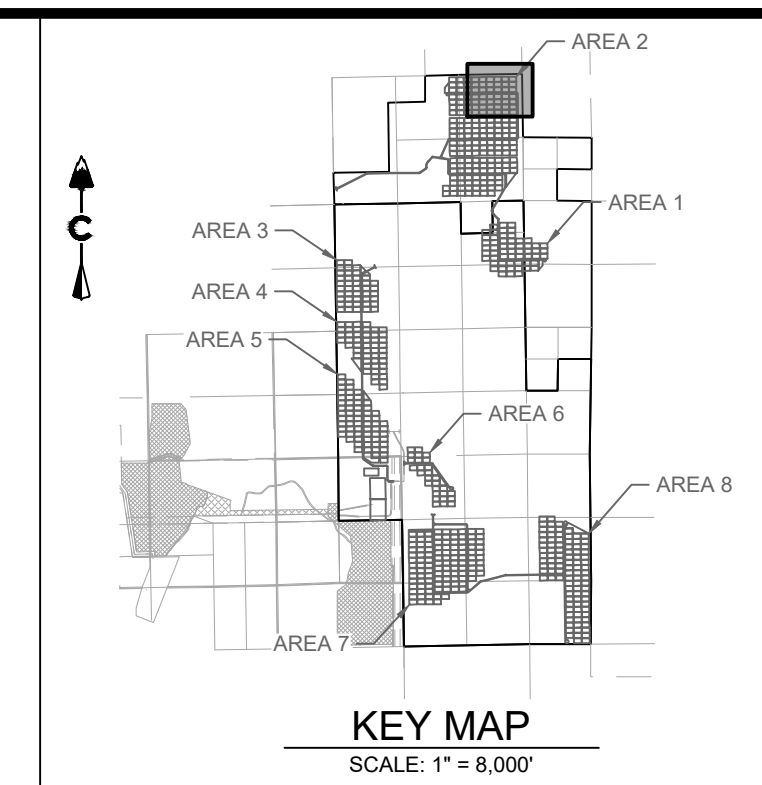 AREA 2
AREA 1
AREA 3
AREA 4
AREA 5
AREA 6
AREA 8
AREA 7
C
KEY MAP
SCALE: 1" = 8,000'